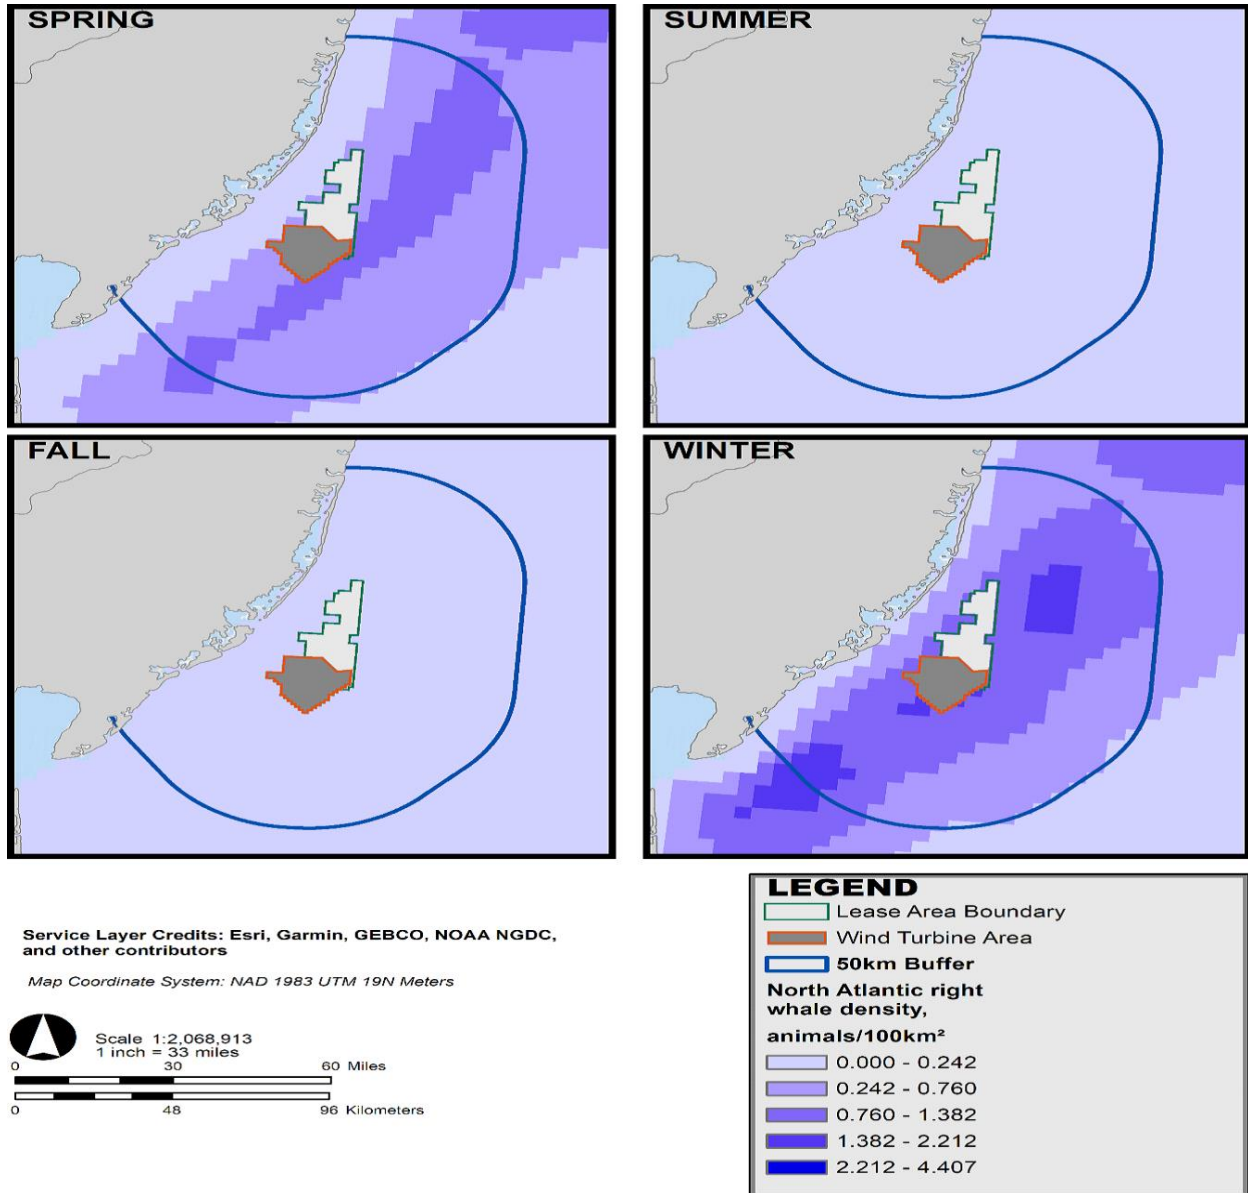 SPRING
SUMMER
FALL
WINTER
Service Layer Credits: Esri, Garmin, GEBCO, NOAA NGDC,
and other contributors
Map Coordinate System: NAD 1983 UTM 19N Meters
Scale 1:2,068,913
1 inch = 33 miles
0 30 60 Miles
0 48 96 Kilometers
LEGEND
Lease Area Boundary
Wind Turbine Area
50km Buffer
North Atlantic right
whale density,
animals/100km²
0.000 - 0.242
0.242 - 0.760
0.760 - 1.382
1.382 - 2.212
2.212 - 4.407